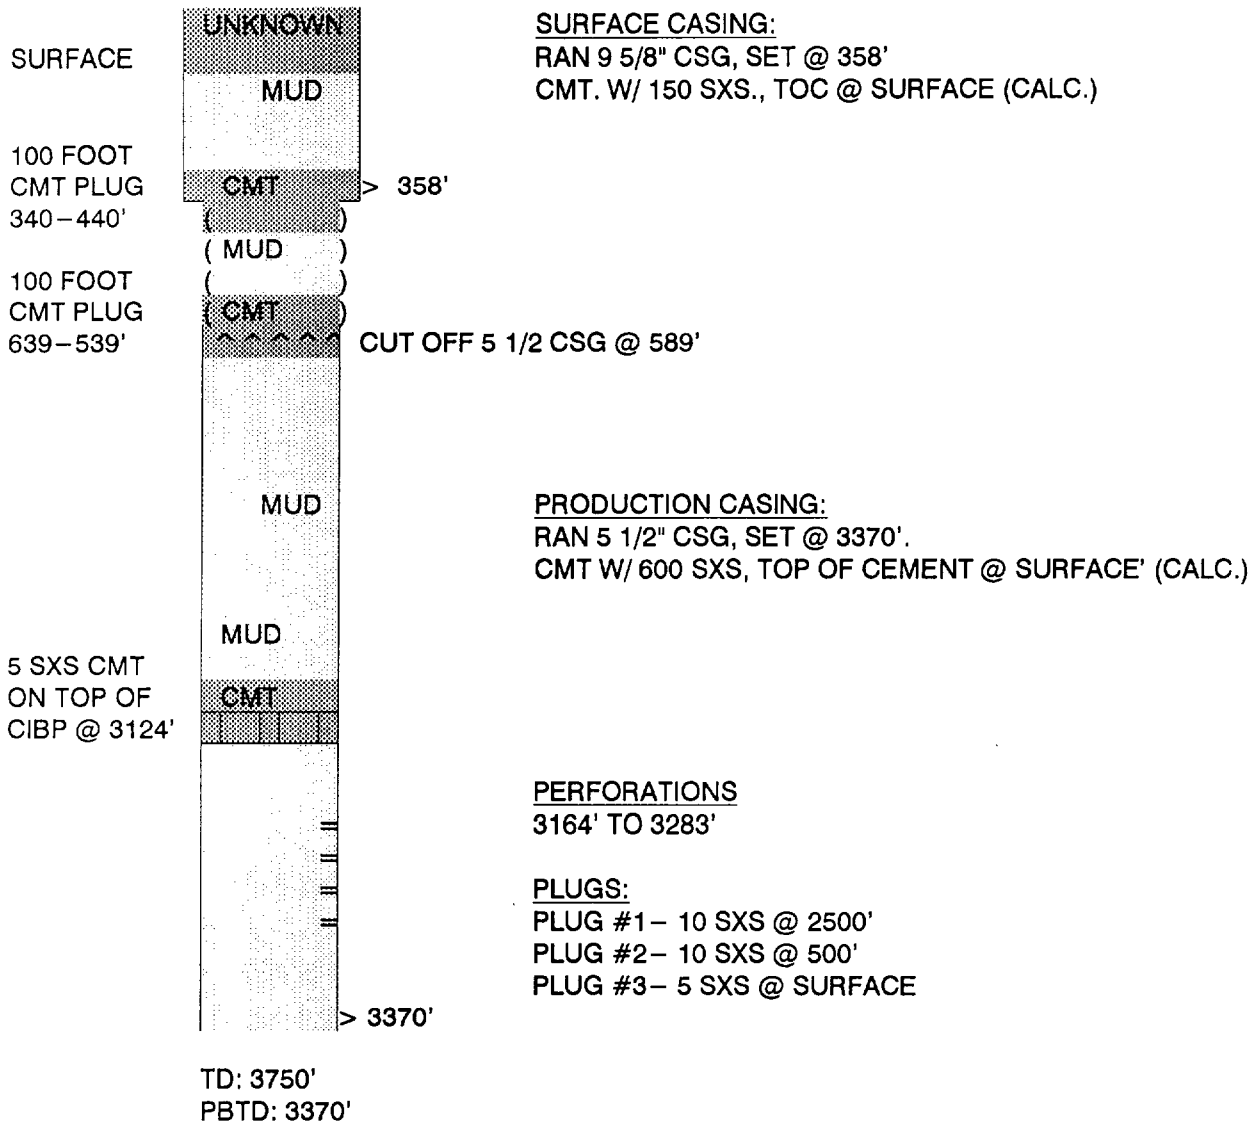 UNKNOWN
SURFACE
MUD
SURFACE CASING:
RAN 9 5/8" CSG, SET @ 358'
CMT. W/ 150 SXS., TOC @ SURFACE (CALC.)
100 FOOT
CMT PLUG
340-440'
CMT
> 358'
( )
( MUD )
( )
100 FOOT
CMT PLUG
639-539'
( CMT )
^ ^ ^ ^ ^
CUT OFF 5 1/2 CSG @ 589'
MUD
PRODUCTION CASING:
RAN 5 1/2" CSG, SET @ 3370'.
CMT W/ 600 SXS, TOP OF CEMENT @ SURFACE' (CALC.)
MUD
5 SXS CMT
ON TOP OF
CIBP @ 3124'
CMT
PERFORATIONS
3164' TO 3283'
PLUGS:
PLUG #1- 10 SXS @ 2500'
PLUG #2- 10 SXS @ 500'
PLUG #3- 5 SXS @ SURFACE
> 3370'
TD: 3750'
PBTD: 3370'